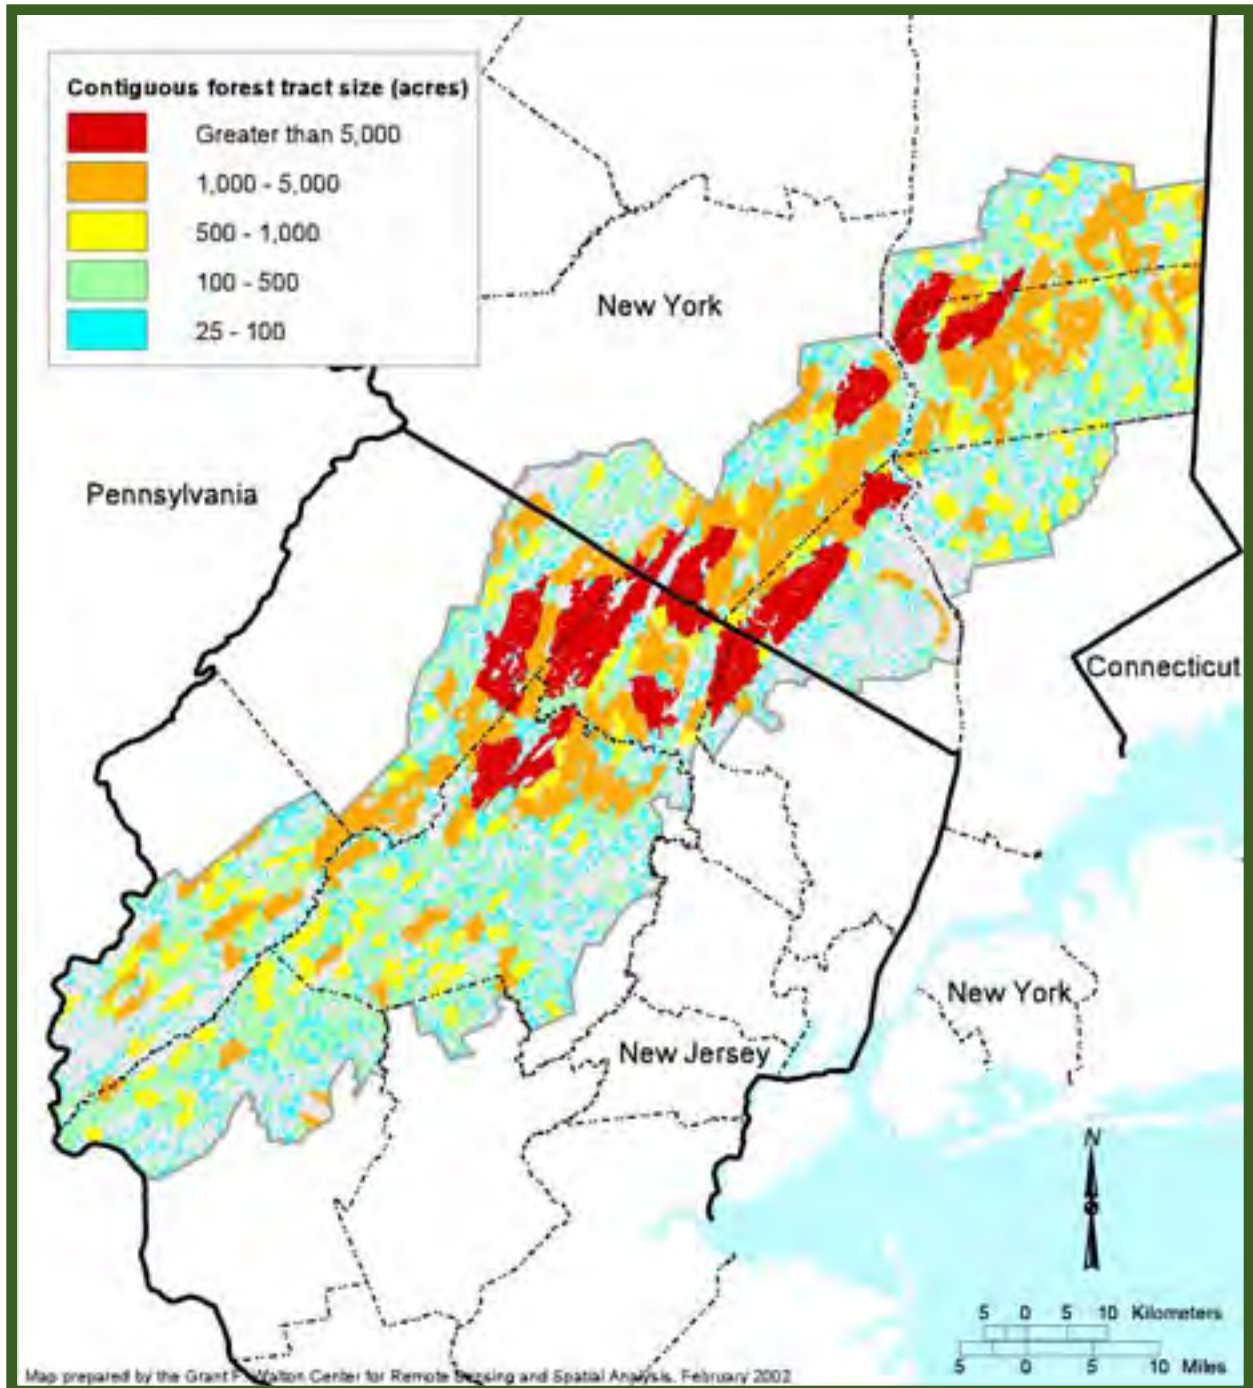 Contiguous forest tract size (acres)
Greater than 5,000
1,000 - 5,000
500 - 1,000
100 - 500
25 - 100
New York
Pennsylvania
Connecticut
New York
New Jersey
N
5 0 5 10 Kilometers
5 0 5 10 Miles
Map prepared by the Grant F. Walton Center for Remote Sensing and Spatial Analysis, February 2002